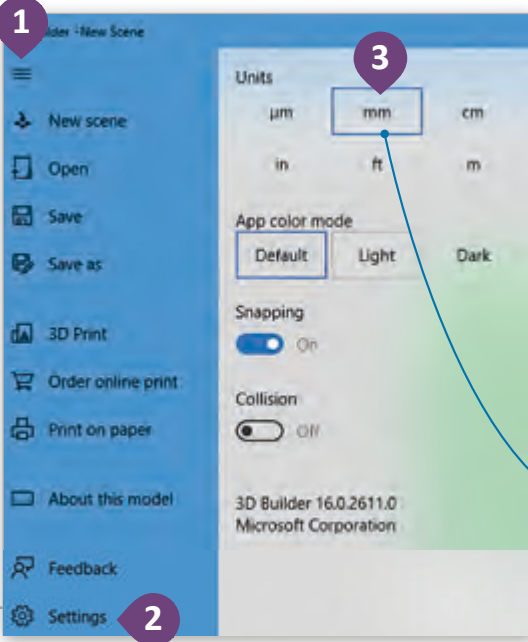 1
lder - New Scene
New scene
Open
Save
Save as
3D Print
Order online print
Print on paper
About this model
Feedback
Settings
2
3
Units
µm mm cm
in ft m
App color mode
Default Light Dark
Snapping
On
Collision
Off
3D Builder 16.0.2611.0
Microsoft Corporation